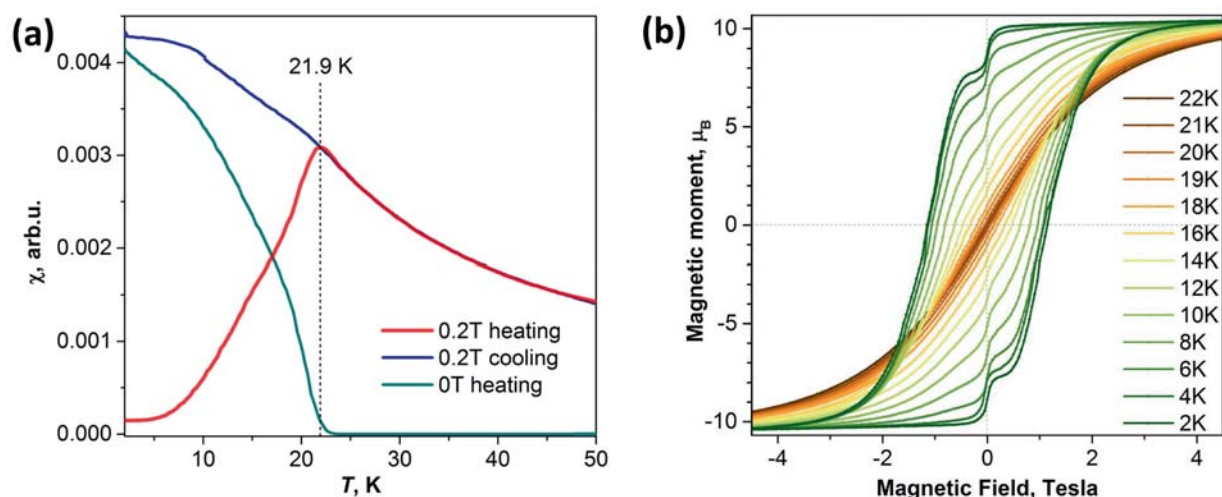 (a)
21.9 K
0.004
0.003
0.002
0.001
0.000
χ, arb.u.
0.2T heating
0.2T cooling
0T heating
10 20 30 40 50
T, K
(b)
10
5
0
-5
-10
Magnetic moment, μB
22K
21K
20K
19K
18K
16K
14K
12K
10K
8K
6K
4K
2K
-4 -2 0 2 4
Magnetic Field, Tesla